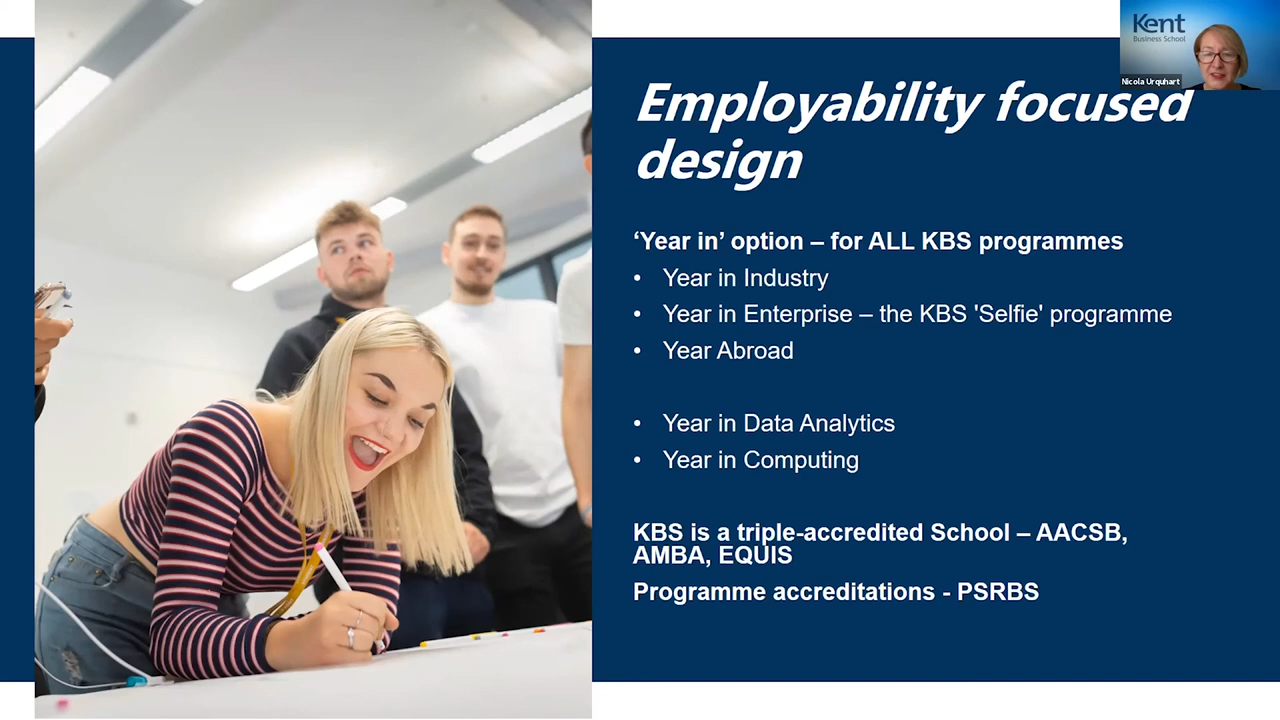 Kent
Business School
Nicola Urquhart
Employability focused
design
‘Year in’ option – for ALL KBS programmes
• Year in Industry
• Year in Enterprise – the KBS 'Selfie' programme
• Year Abroad
• Year in Data Analytics
• Year in Computing
KBS is a triple-accredited School – AACSB,
AMBA, EQUIS
Programme accreditations - PSRBS